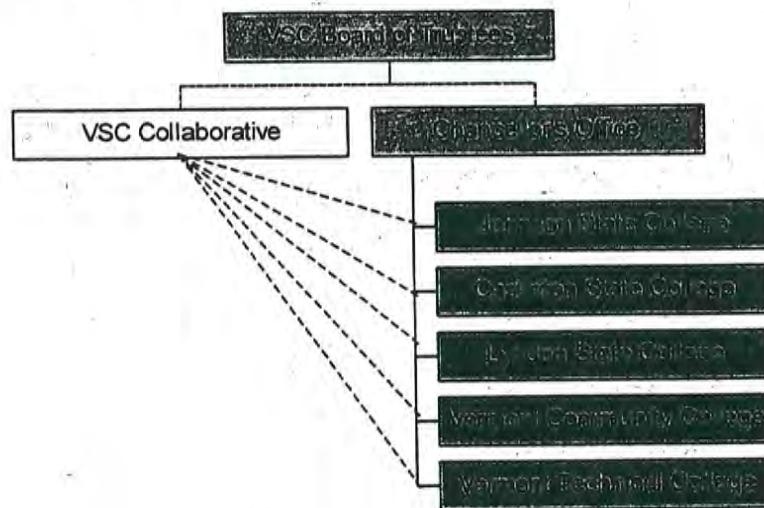 VSC Board of Trustees
VSC Collaborative
Chancellor's Office
Johnson State College
Castleton State College
Lyndon State College
Vermont Community College
Vermont Technical College